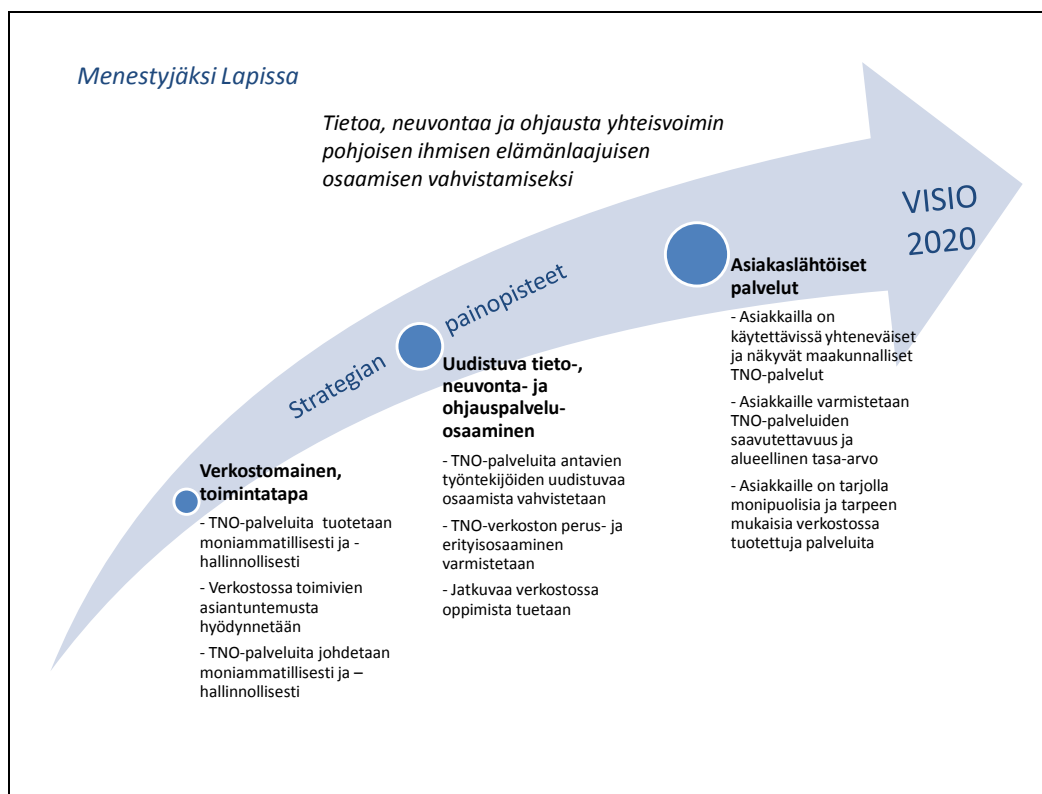 Menestyjäksi Lapissa
Tietoa, neuvontaa ja ohjausta yhteisvoimin
pohjoisen ihmisen elämänlaajuisen
osaamisen vahvistamiseksi
VISIO
2020
Strategian painopisteet
Verkostomainen,
toimintatapa
- TNO-palveluita tuotetaan
moniammatillisesti ja -
hallinnollisesti
- Verkostossa toimivien
asiantuntemusta
hyödynnetään
- TNO-palveluita johdetaan
moniammatillisesti ja –
hallinnollisesti
Uudistuva tieto-,
neuvonta- ja
ohjauspalvelu-
osaaminen
- TNO-palveluita antavien
työntekijöiden uudistuvaa
osaamista vahvistetaan
- TNO-verkoston perus- ja
erityisosaaminen
varmistetaan
- Jatkuvaa verkostossa
oppimista tuetaan
Asiakaslähtöiset
palvelut
- Asiakkailla on
käytettävissä yhteneväiset
ja näkyvät maakunnalliset
TNO-palvelut
- Asiakkaille varmistetaan
TNO-palveluiden
saavutettavuus ja
alueellinen tasa-arvo
- Asiakkaille on tarjolla
monipuolisia ja tarpeen
mukaisia verkostossa
tuotettuja palveluita